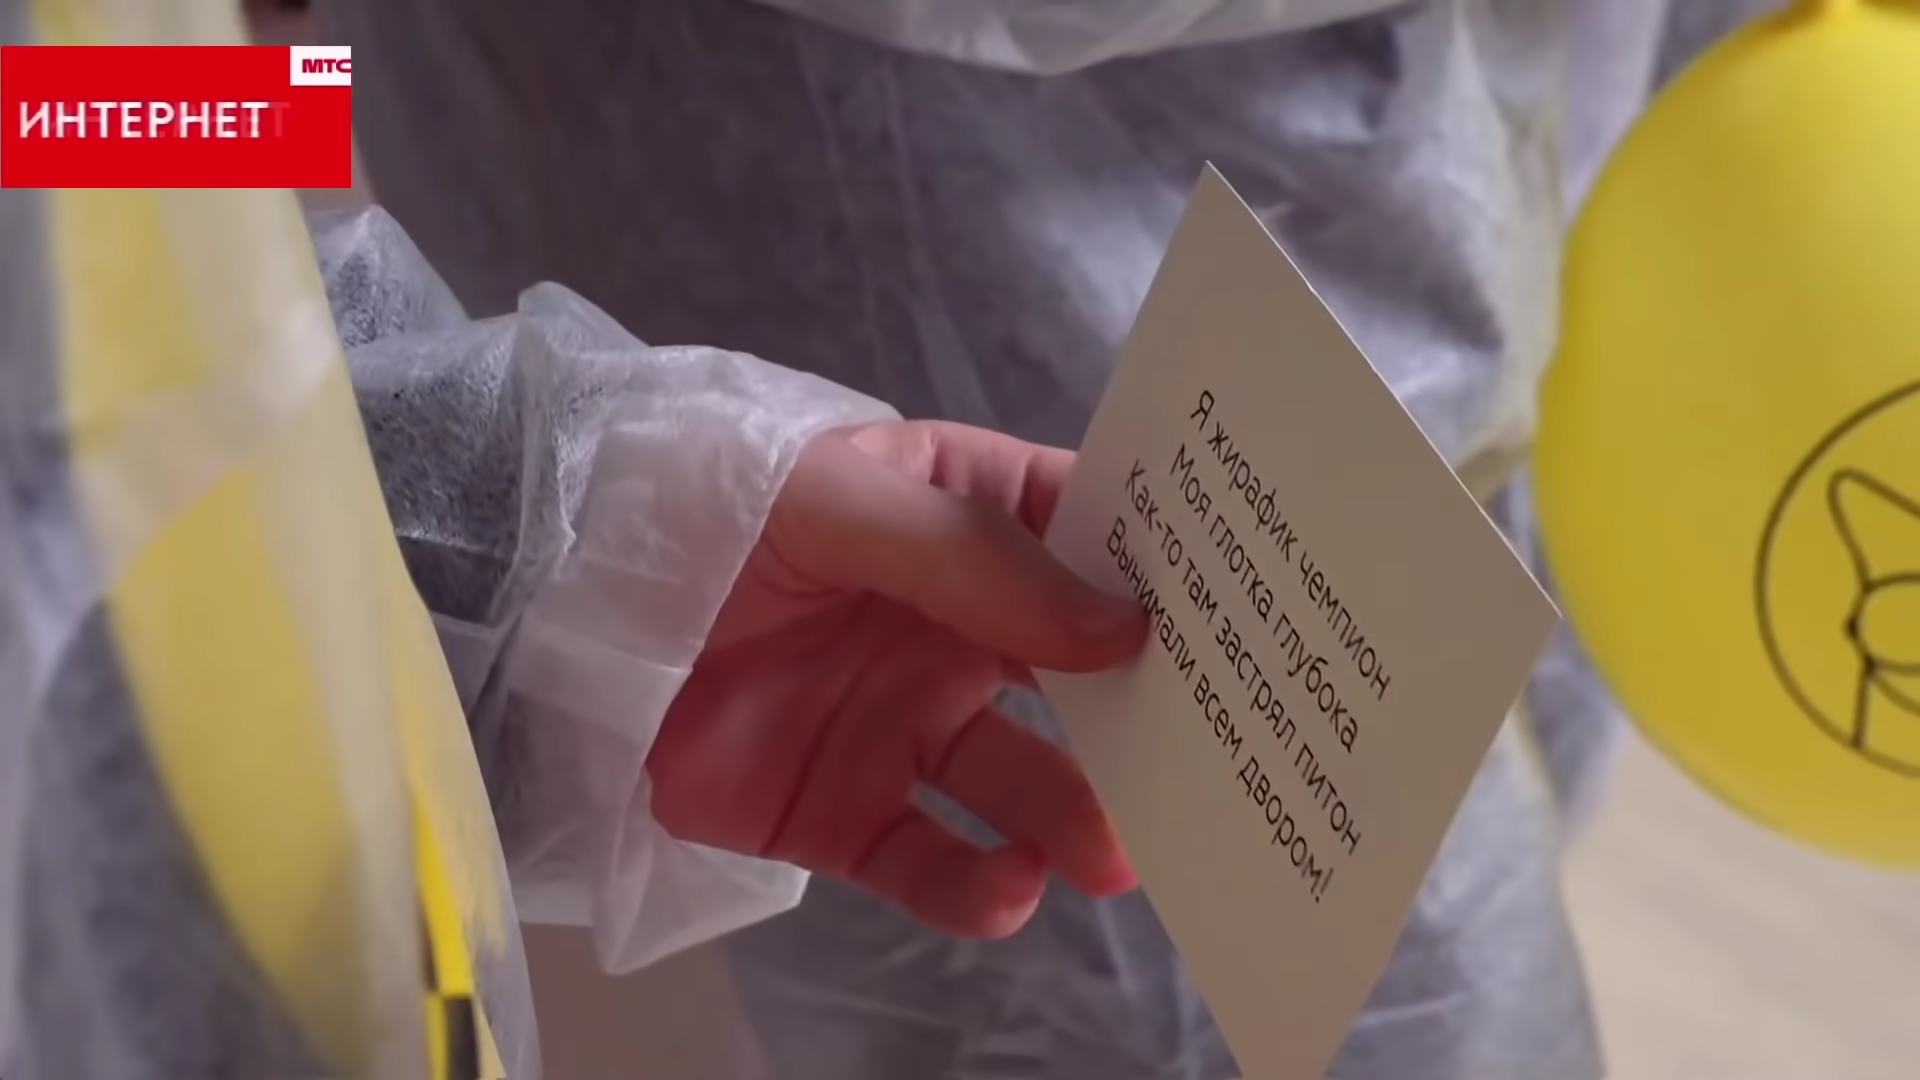 МТС
ИНТЕРНЕТ
Я жирафик чемпион
Моя глотка глубока
Как-то там застрял питон
Вынимали всем двором!